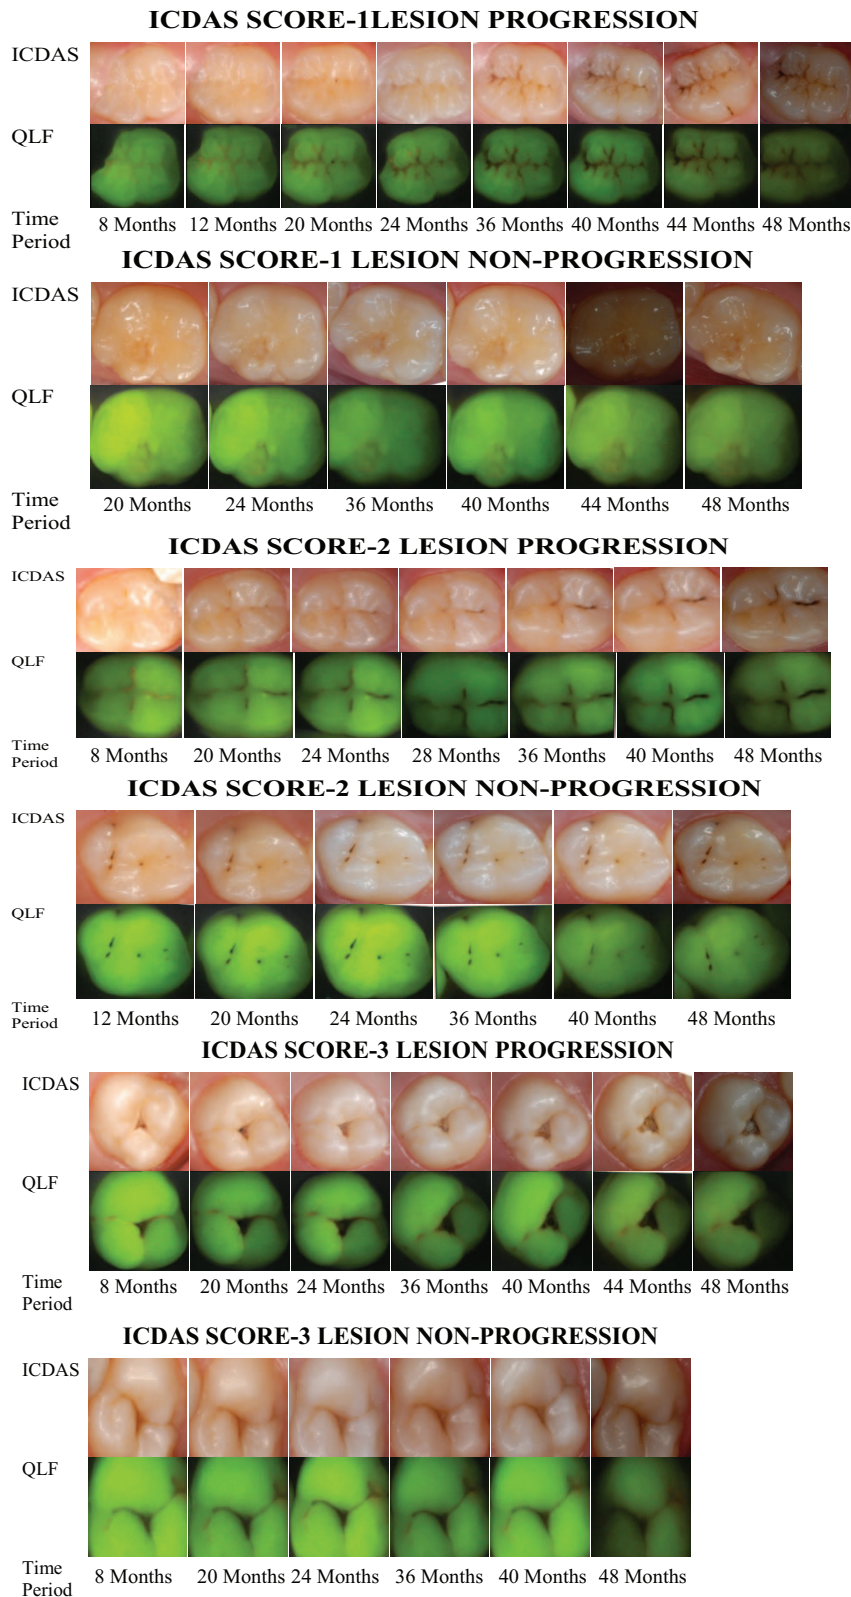 ICDAS SCORE-1LESION PROGRESSION
ICDAS
QLF
Time Period
8 Months 12 Months 20 Months 24 Months 36 Months 40 Months 44 Months 48 Months
ICDAS SCORE-1 LESION NON-PROGRESSION
ICDAS
QLF
Time Period
20 Months 24 Months 36 Months 40 Months 44 Months 48 Months
ICDAS SCORE-2 LESION PROGRESSION
ICDAS
QLF
Time Period
8 Months 20 Months 24 Months 28 Months 36 Months 40 Months 48 Months
ICDAS SCORE-2 LESION NON-PROGRESSION
ICDAS
QLF
Time Period
12 Months 20 Months 24 Months 36 Months 40 Months 48 Months
ICDAS SCORE-3 LESION PROGRESSION
ICDAS
QLF
Time Period
8 Months 20 Months 24 Months 36 Months 40 Months 44 Months 48 Months
ICDAS SCORE-3 LESION NON-PROGRESSION
ICDAS
QLF
Time Period
8 Months 20 Months 24 Months 36 Months 40 Months 48 Months